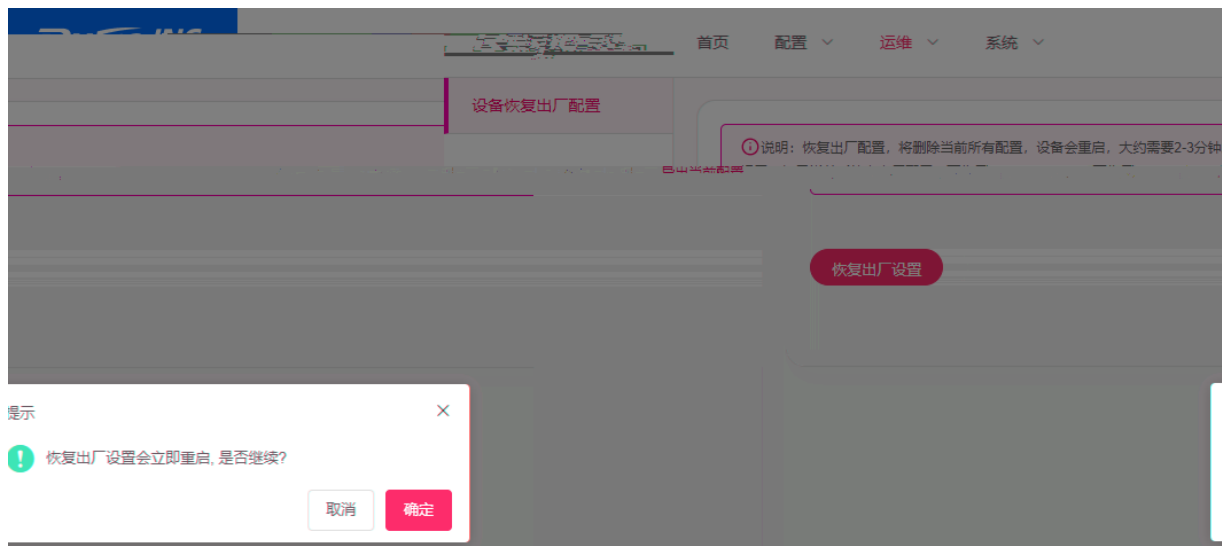 首页 配置 运维 系统
设备恢复出厂配置
说明：恢复出厂配置，将删除当前所有配置，设备会重启，大约需要2-3分钟
恢复出厂设置
提示
恢复出厂设置会立即重启, 是否继续?
取消 确定